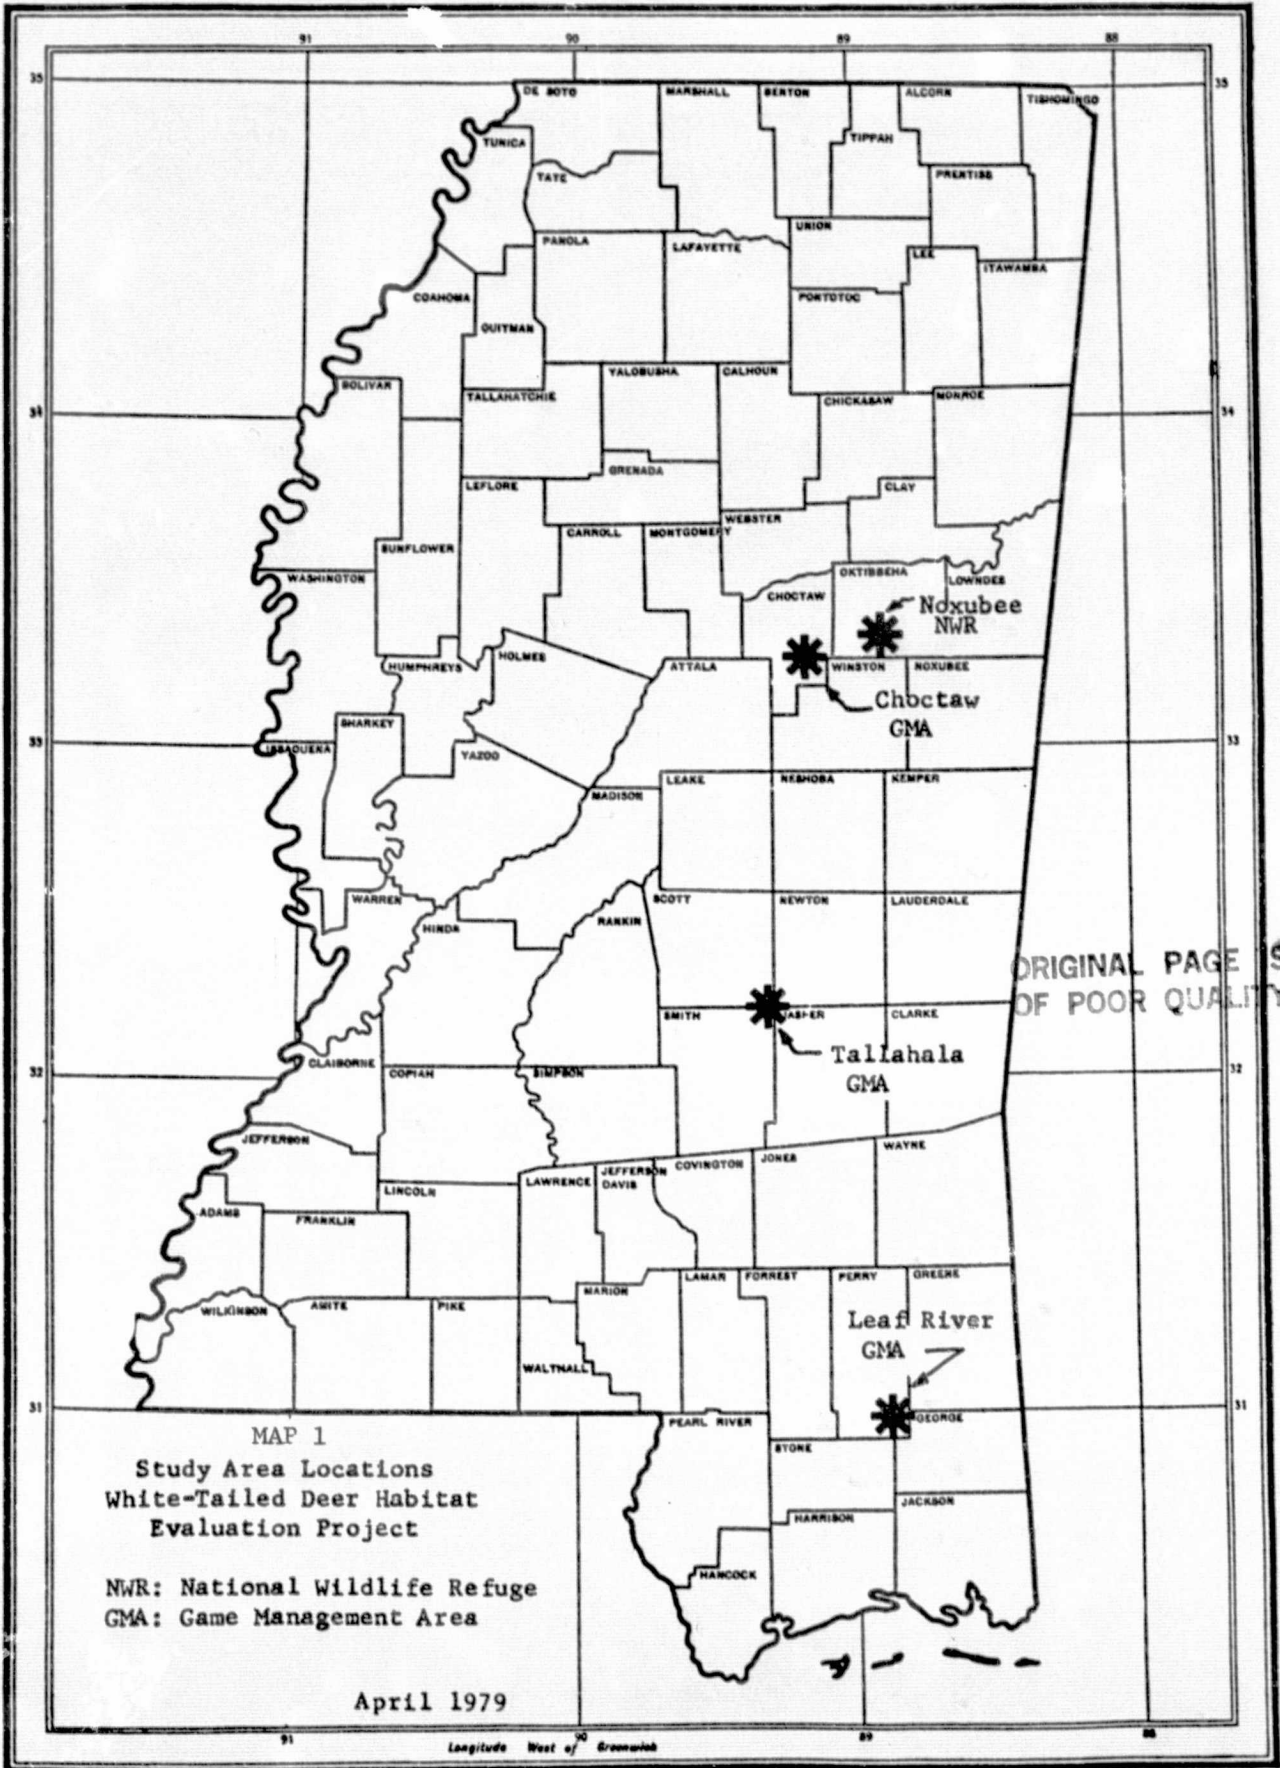 91 90 89 88
35 35
DE SOTO MARSHALL BENTON ALCORN TISHOMINGO
TUNICA TIPPAH
TATE PRENTISS
PANOLA LAFAYETTE UNION
LEE ITAWAMBA
COAHOMA PONTOTOC
QUITMAN
BOLIVAR YALOBUSHA CALHOUN
TALLAHATCHIE CHICKASAW MONROE
34 34
GRENADA
LEFLORE CLAY
WEBSTER
CARROLL MONTGOMERY
SUNFLOWER
WASHINGTON OKTIBBEHA LOWNDES
CHOCTAW
Noxubee
NWR
HUMPHREYS HOLMES ATTALA WINSTON NOXUBEE
Choctaw
GMA
SHARKEY
33 33
ISSAQUENA YAZOO
LEAKE NESHOBA KEMPER
MADISON
WARREN SCOTT NEWTON LAUDERDALE
HINDA RANKIN
ORIGINAL PAGE IS
OF POOR QUALITY
SMITH JASPER CLARKE
Tallahala
GMA
CLAIBORNE COPIAH SIMPSON
32 32
JEFFERSON WAYNE
JEFFERSON
DAVIS
COVINGTON JONES
LINCOLN LAWRENCE
ADAMS FRANKLIN
LAMAR FORREST PERRY GREENE
MARION
WILKINSON AMITE PIKE
Leaf River
GMA
WALTHALL
31 31
PEARL RIVER GEORGE
STONE
MAP 1
Study Area Locations
White-Tailed Deer Habitat
Evaluation Project
JACKSON
HARRISON
HANCOCK
NWR: National Wildlife Refuge
GMA: Game Management Area
April 1979
91 90 89 88
Longitude West of Greenwich